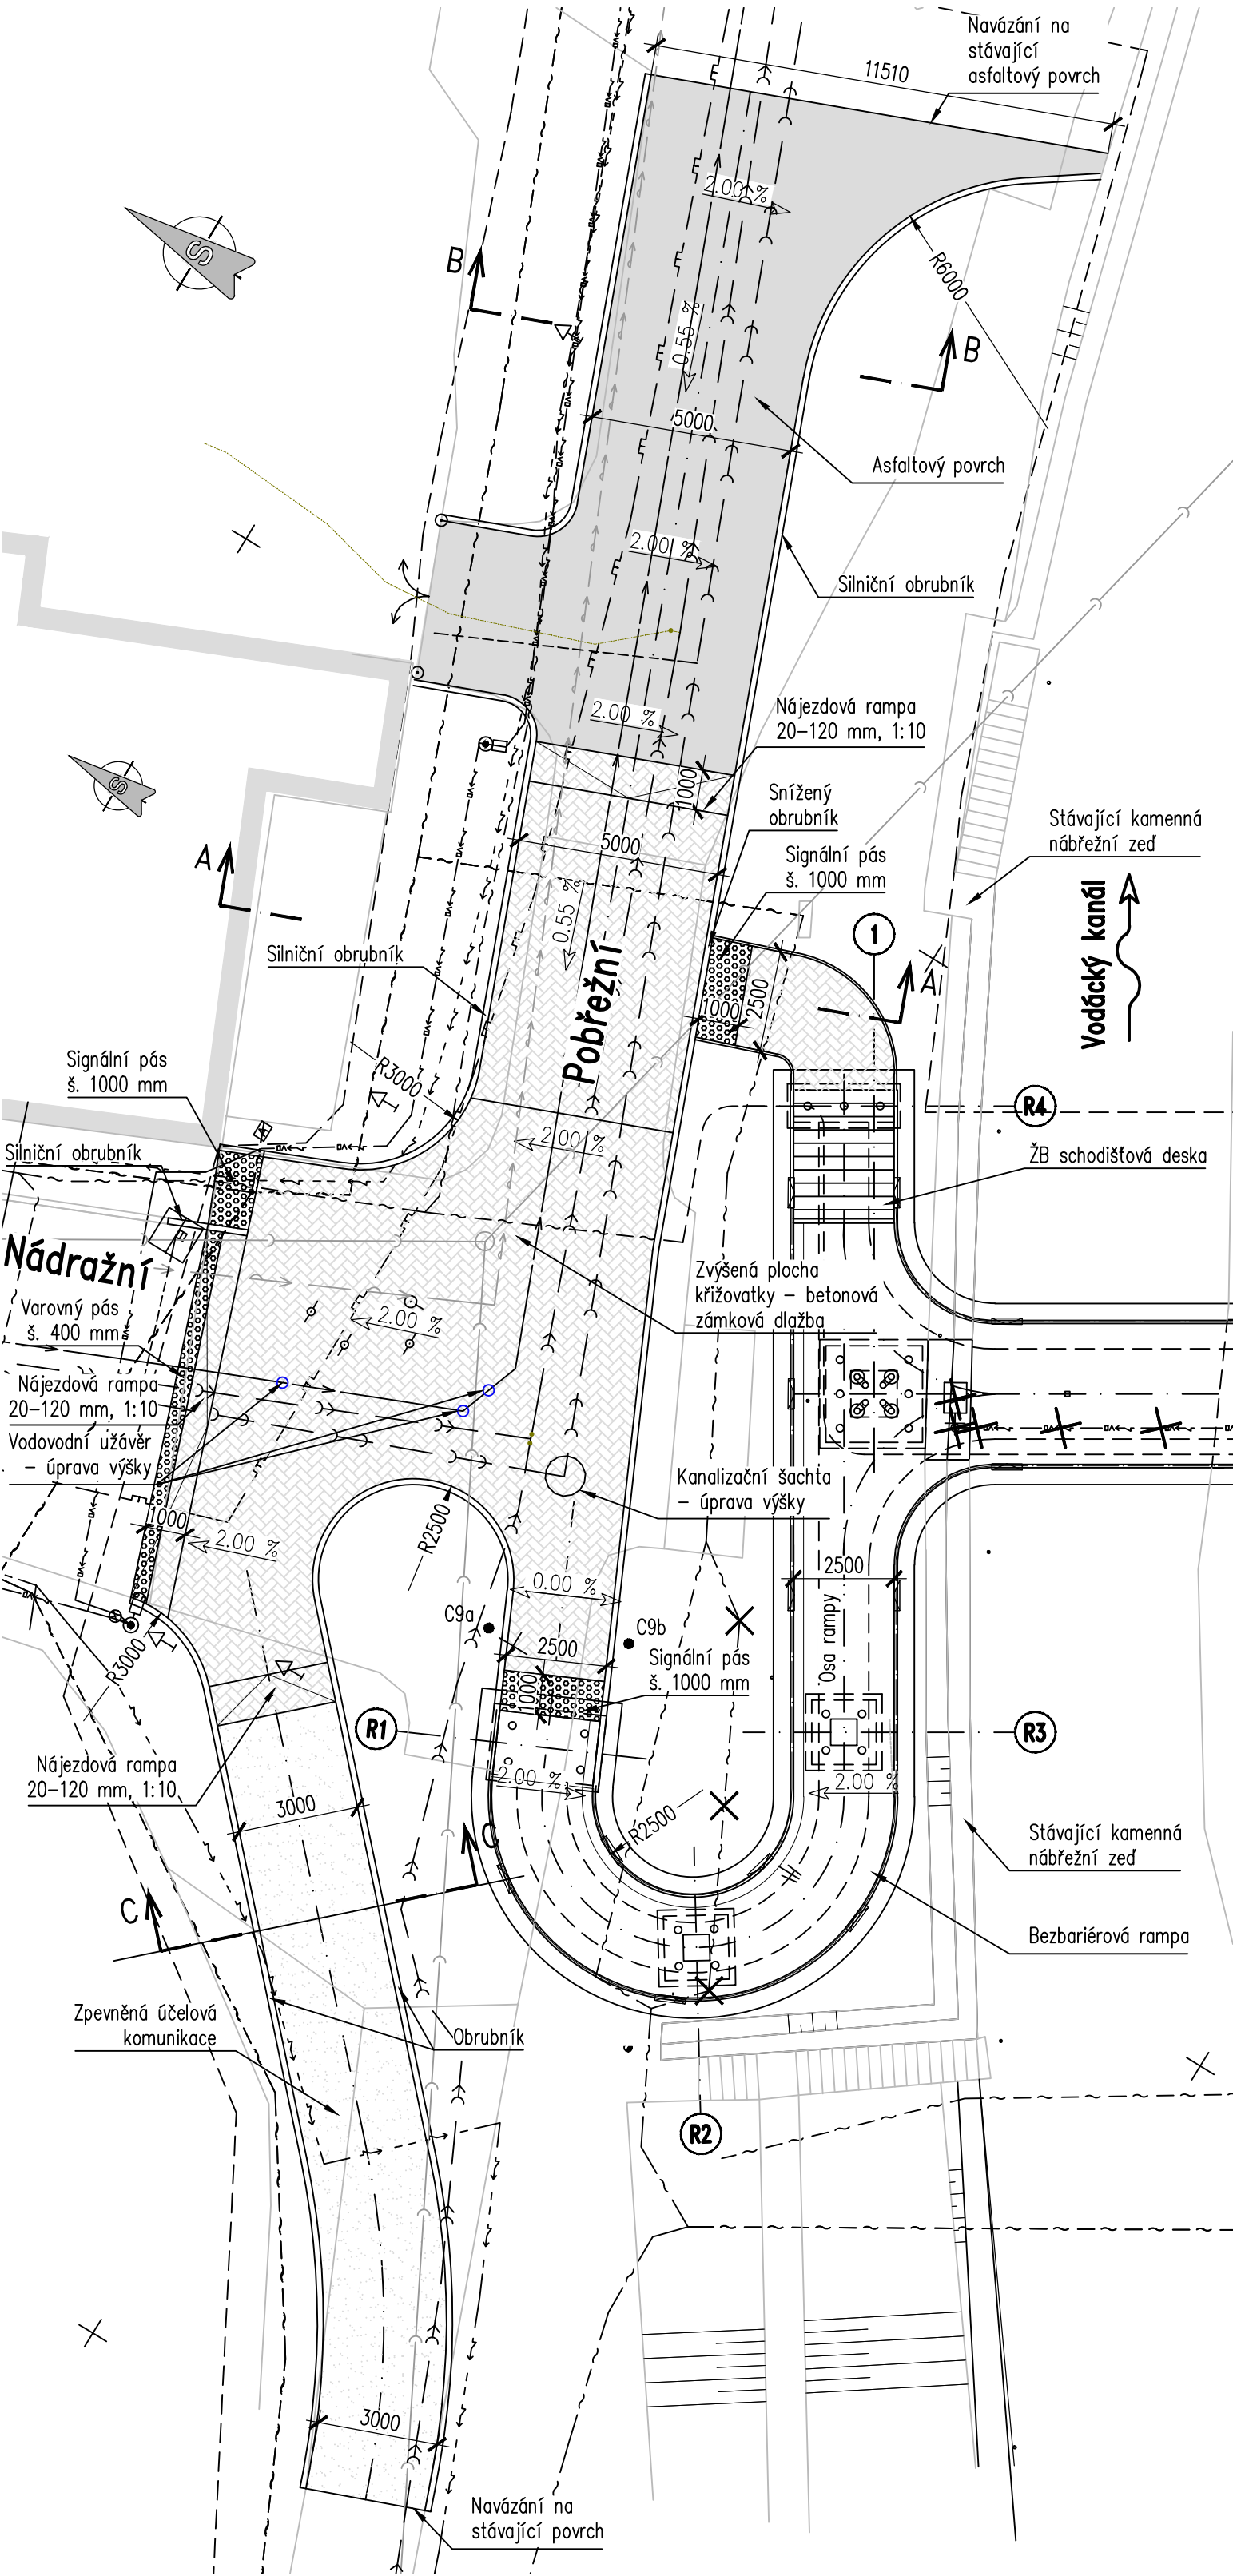 Navázání na
stávající
asfaltový povrch
11510
2.00 %
S
B
R6000
B
0.55 %
5000
Asfaltový povrch
2.00 %
Silniční obrubník
2.00 %
Nájezdová rampa
20-120 mm, 1:10
1000
S
Snížený
obrubník
Stávající kamenná
nábřežní zeď
A
5000
Signální pás
š. 1000 mm
0.55 %
Vodácký kanál
1
Silniční obrubník
Pobřežní
A
2500
1000
Signální pás
š. 1000 mm
R3000
R4
2.00 %
Silniční obrubník
ŽB schodišťová deska
Nádražní
Zvýšená plocha
křižovatky – betonová
zámková dlažba
Varovný pás
š. 400 mm
2.00 %
Nájezdová rampa
20-120 mm, 1:10
Vodovodní uzávěr
– úprava výšky
Kanalizační šachta
– úprava výšky
1000
2.00 %
R2500
2500
0.00 %
C9a
C9b
Osa rampy
R3000
2500
Signální pás
š. 1000 mm
1000
R1
R3
Nájezdová rampa
20-120 mm, 1:10
2.00 %
2.00 %
3000
R2500
C
Stávající kamenná
nábřežní zeď
C
Bezbariérová rampa
Zpevněná účelová
komunikace
Obrubník
R2
3000
Navázání na
stávající povrch